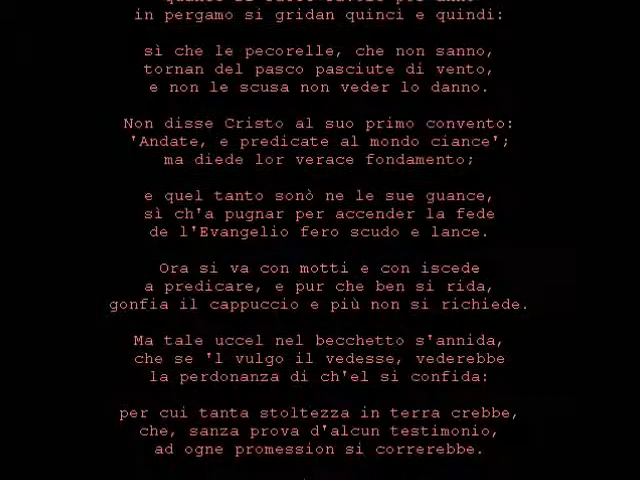 in pergamo si gridan quinci e quindi:
sì che le pecorelle, che non sanno,
tornan del pasco pasciute di vento,
e non le scusa non veder lo danno.
Non disse Cristo al suo primo convento:
'Andate, e predicate al mondo ciance';
ma diede lor verace fondamento;
e quel tanto sonò ne le sue guance,
sì ch'a pugnar per accender la fede
de l'Evangelio fero scudo e lance.
Ora si va con motti e con iscede
a predicare, e pur che ben si rida,
gonfia il cappuccio e più non si richiede.
Ma tale uccel nel becchetto s'annida,
che se 'l vulgo il vedesse, vederebbe
la perdonanza di ch'el si confida:
per cui tanta stoltezza in terra crebbe,
che, sanza prova d'alcun testimonio,
ad ogne promession si correrebbe.